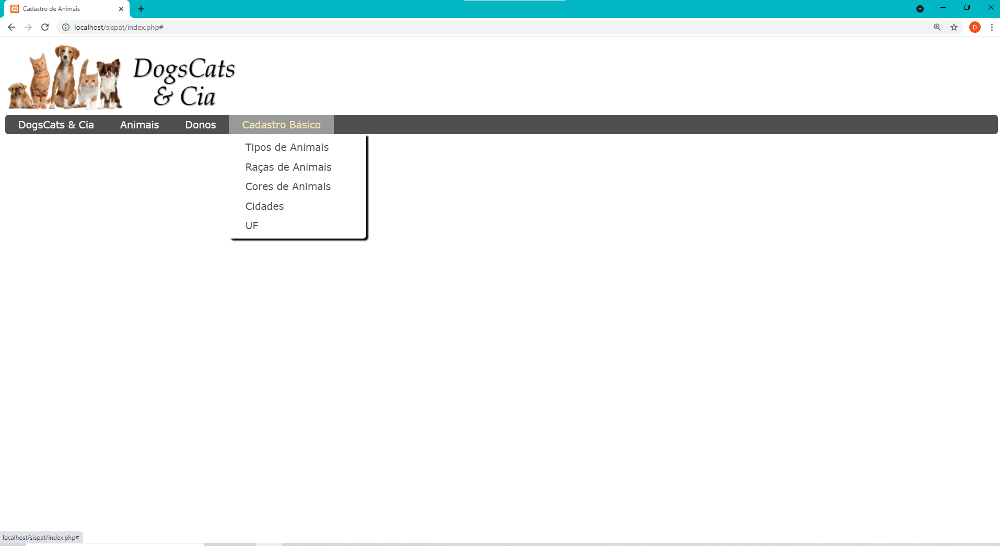 Cadastro de Animais
localhost/sispat/index.php#
D
DogsCats
& Cia
DogsCats & Cia Animais Donos Cadastro Básico
Tipos de Animais
Raças de Animais
Cores de Animais
Cidades
UF
localhost/sispat/index.php#